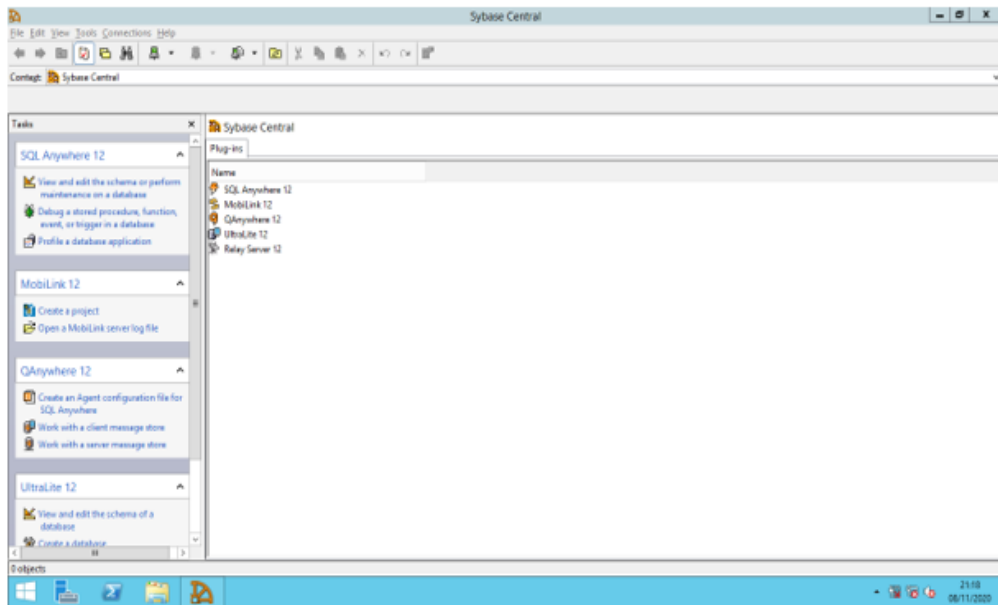 Sybase Central
File Edit View Tools Connections Help
Context: Sybase Central
Tasks
SQL Anywhere 12
View and edit the schema or perform
maintenance on a database
Debug a stored procedure, function,
event, or trigger in a database
Profile a database application
MobiLink 12
Create a project
Open a MobiLink server log file
QAnywhere 12
Create an Agent configuration file for
SQL Anywhere
Work with a client message store
Work with a server message store
UltraLite 12
View and edit the schema of a
database
Create a database
Sybase Central
Plug-ins
Name
SQL Anywhere 12
MobiLink 12
QAnywhere 12
UltraLite 12
Relay Server 12
0 objects
21:18
08/11/2020